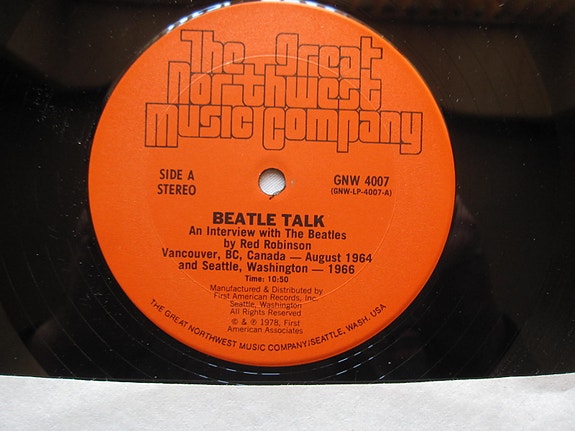 The Great
Northwest
Music Company
SIDE A
STEREO
GNW 4007
(GNW-LP-4007-A)
BEATLE TALK
An Interview with The Beatles
by Red Robinson
Vancouver, BC, Canada — August 1964
and Seattle, Washington — 1966
Time: 10:50
Manufactured & Distributed by
First American Records, Inc.
Seattle, Washington
All Rights Reserved
© & ℗ 1978, First
American Associates
THE GREAT NORTHWEST MUSIC COMPANY/SEATTLE, WASH. USA